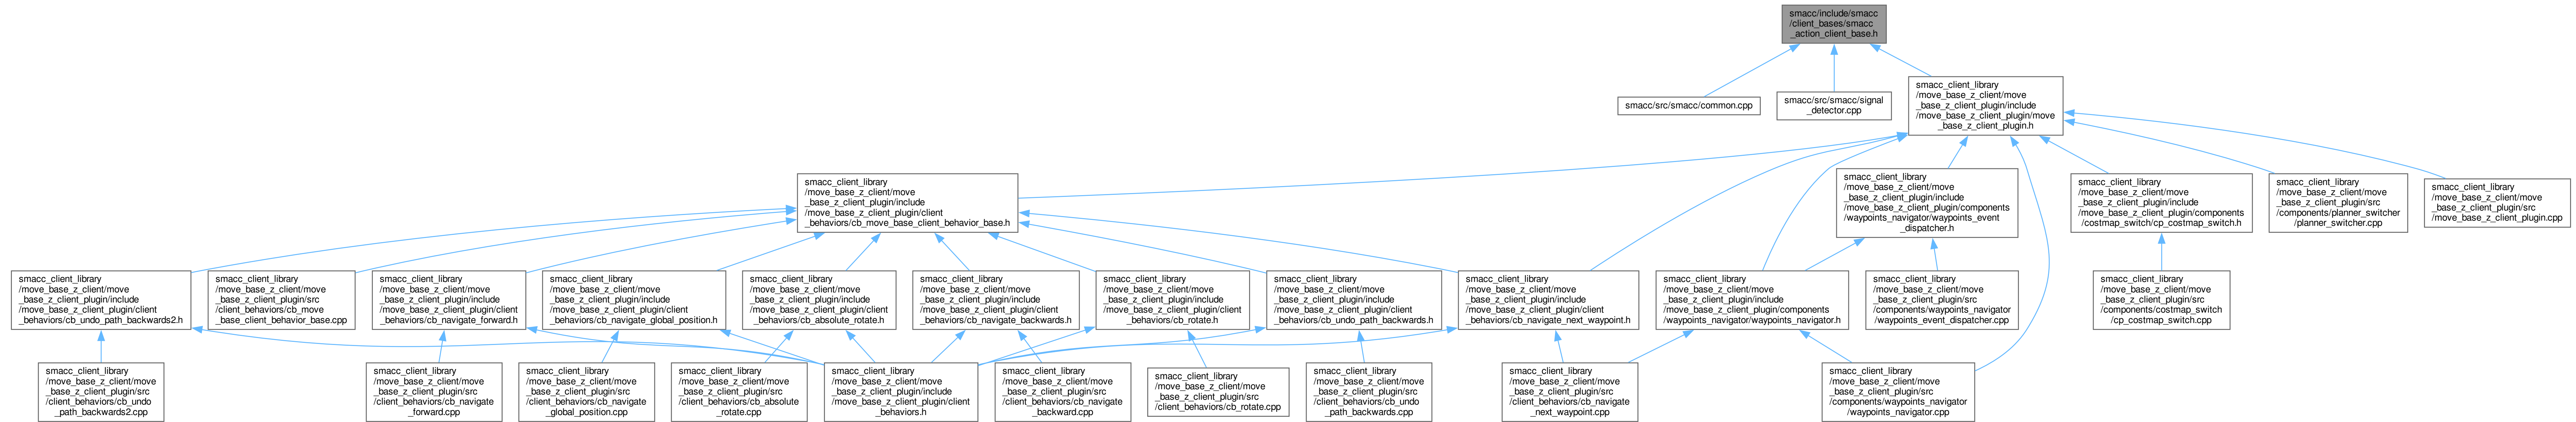 smacc/include/smacc
/client_bases/smacc
_action_client_base.h
smacc/src/smacc/common.cpp
smacc/src/smacc/signal
_detector.cpp
smacc_client_library
/move_base_z_client/move
_base_z_client_plugin/include
/move_base_z_client_plugin/move
_base_z_client_plugin.h
smacc_client_library
/move_base_z_client/move
_base_z_client_plugin/include
/move_base_z_client_plugin/client
_behaviors/cb_move_base_client_behavior_base.h
smacc_client_library
/move_base_z_client/move
_base_z_client_plugin/include
/move_base_z_client_plugin/components
/waypoints_navigator/waypoints_event
_dispatcher.h
smacc_client_library
/move_base_z_client/move
_base_z_client_plugin/include
/move_base_z_client_plugin/components
/costmap_switch/cp_costmap_switch.h
smacc_client_library
/move_base_z_client/move
_base_z_client_plugin/src
/components/planner_switcher
/planner_switcher.cpp
smacc_client_library
/move_base_z_client/move
_base_z_client_plugin/src
/move_base_z_client_plugin.cpp
smacc_client_library
/move_base_z_client/move
_base_z_client_plugin/include
/move_base_z_client_plugin/client
_behaviors/cb_undo_path_backwards2.h
smacc_client_library
/move_base_z_client/move
_base_z_client_plugin/src
/client_behaviors/cb_move
_base_client_behavior_base.cpp
smacc_client_library
/move_base_z_client/move
_base_z_client_plugin/include
/move_base_z_client_plugin/client
_behaviors/cb_navigate_forward.h
smacc_client_library
/move_base_z_client/move
_base_z_client_plugin/include
/move_base_z_client_plugin/client
_behaviors/cb_navigate_global_position.h
smacc_client_library
/move_base_z_client/move
_base_z_client_plugin/include
/move_base_z_client_plugin/client
_behaviors/cb_absolute_rotate.h
smacc_client_library
/move_base_z_client/move
_base_z_client_plugin/include
/move_base_z_client_plugin/client
_behaviors/cb_navigate_backwards.h
smacc_client_library
/move_base_z_client/move
_base_z_client_plugin/include
/move_base_z_client_plugin/client
_behaviors/cb_rotate.h
smacc_client_library
/move_base_z_client/move
_base_z_client_plugin/include
/move_base_z_client_plugin/client
_behaviors/cb_undo_path_backwards.h
smacc_client_library
/move_base_z_client/move
_base_z_client_plugin/include
/move_base_z_client_plugin/client
_behaviors/cb_navigate_next_waypoint.h
smacc_client_library
/move_base_z_client/move
_base_z_client_plugin/include
/move_base_z_client_plugin/components
/waypoints_navigator/waypoints_navigator.h
smacc_client_library
/move_base_z_client/move
_base_z_client_plugin/src
/components/waypoints_navigator
/waypoints_event_dispatcher.cpp
smacc_client_library
/move_base_z_client/move
_base_z_client_plugin/src
/components/costmap_switch
/cp_costmap_switch.cpp
smacc_client_library
/move_base_z_client/move
_base_z_client_plugin/src
/client_behaviors/cb_undo
_path_backwards2.cpp
smacc_client_library
/move_base_z_client/move
_base_z_client_plugin/src
/client_behaviors/cb_navigate
_forward.cpp
smacc_client_library
/move_base_z_client/move
_base_z_client_plugin/src
/client_behaviors/cb_navigate
_global_position.cpp
smacc_client_library
/move_base_z_client/move
_base_z_client_plugin/src
/client_behaviors/cb_absolute
_rotate.cpp
smacc_client_library
/move_base_z_client/move
_base_z_client_plugin/include
/move_base_z_client_plugin/client
_behaviors.h
smacc_client_library
/move_base_z_client/move
_base_z_client_plugin/src
/client_behaviors/cb_navigate
_backward.cpp
smacc_client_library
/move_base_z_client/move
_base_z_client_plugin/src
/client_behaviors/cb_rotate.cpp
smacc_client_library
/move_base_z_client/move
_base_z_client_plugin/src
/client_behaviors/cb_undo
_path_backwards.cpp
smacc_client_library
/move_base_z_client/move
_base_z_client_plugin/src
/client_behaviors/cb_navigate
_next_waypoint.cpp
smacc_client_library
/move_base_z_client/move
_base_z_client_plugin/src
/components/waypoints_navigator
/waypoints_navigator.cpp